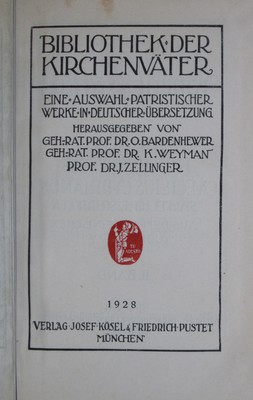 BIBLIOTHEK · DER
KIRCHENVÄTER
EINE · AUSWAHL · PATRISTISCHER
WERKE · IN · DEUTSCHER · ÜBERSETZUNG
HERAUSGEGEBEN VON
GEH: RAT. PROF. DR. O. BARDENHEWER
GEH: RAT. PROF. DR. K. WEYMAN
PROF. DR. J. ZELLINGER
1928
VERLAG · JOSEF · KÖSEL & FRIEDRICH · PUSTET
MÜNCHEN